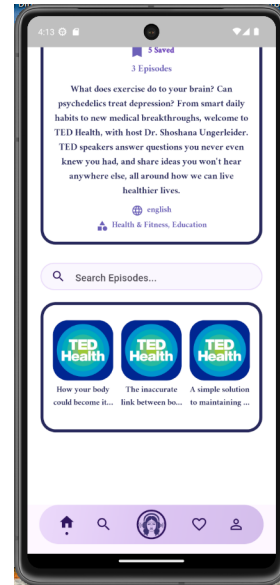 4:13
5 Saved
3 Episodes
What does exercise do to your brain? Can
psychedelics treat depression? From smart daily
habits to new medical breakthroughs, welcome to
TED Health, with host Dr. Shoshana Ungerleider.
TED speakers answer questions you never even
knew you had, and share ideas you won't hear
anywhere else, all around how we can live
healthier lives.
english
Health & Fitness, Education
Search Episodes...
TED Health
TED Health
TED Health
How your body could become it...
The inaccurate link between bo...
A simple solution to maintaining ...